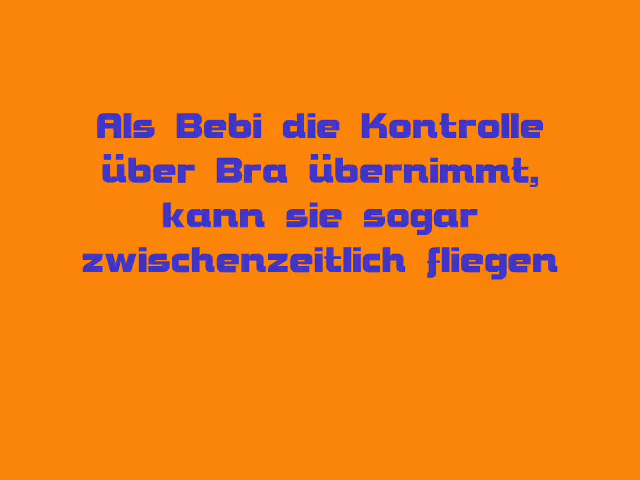 Als Bebi die Kontrolle
über Bra übernimmt,
kann sie sogar
zwischenzeitlich fliegen